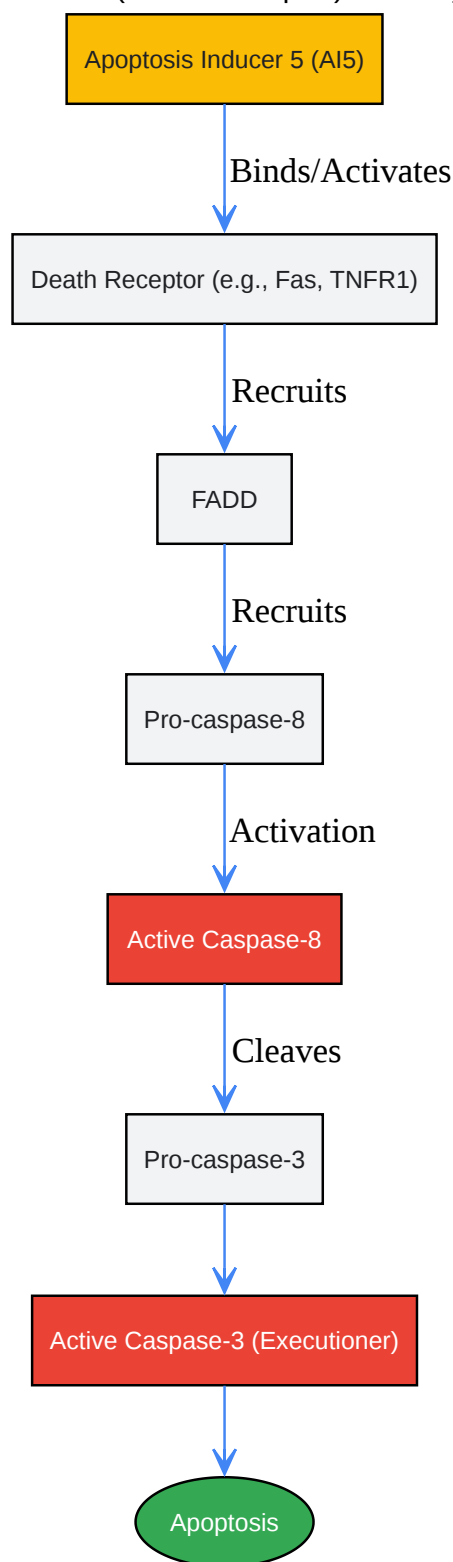 Apoptosis Inducer 5 (AI5)
Binds/Activates
Death Receptor (e.g., Fas, TNFR1)
Recruits
FADD
Recruits
Pro-caspase-8
Activation
Active Caspase-8
Cleaves
Pro-caspase-3
Active Caspase-3 (Executioner)
Apoptosis